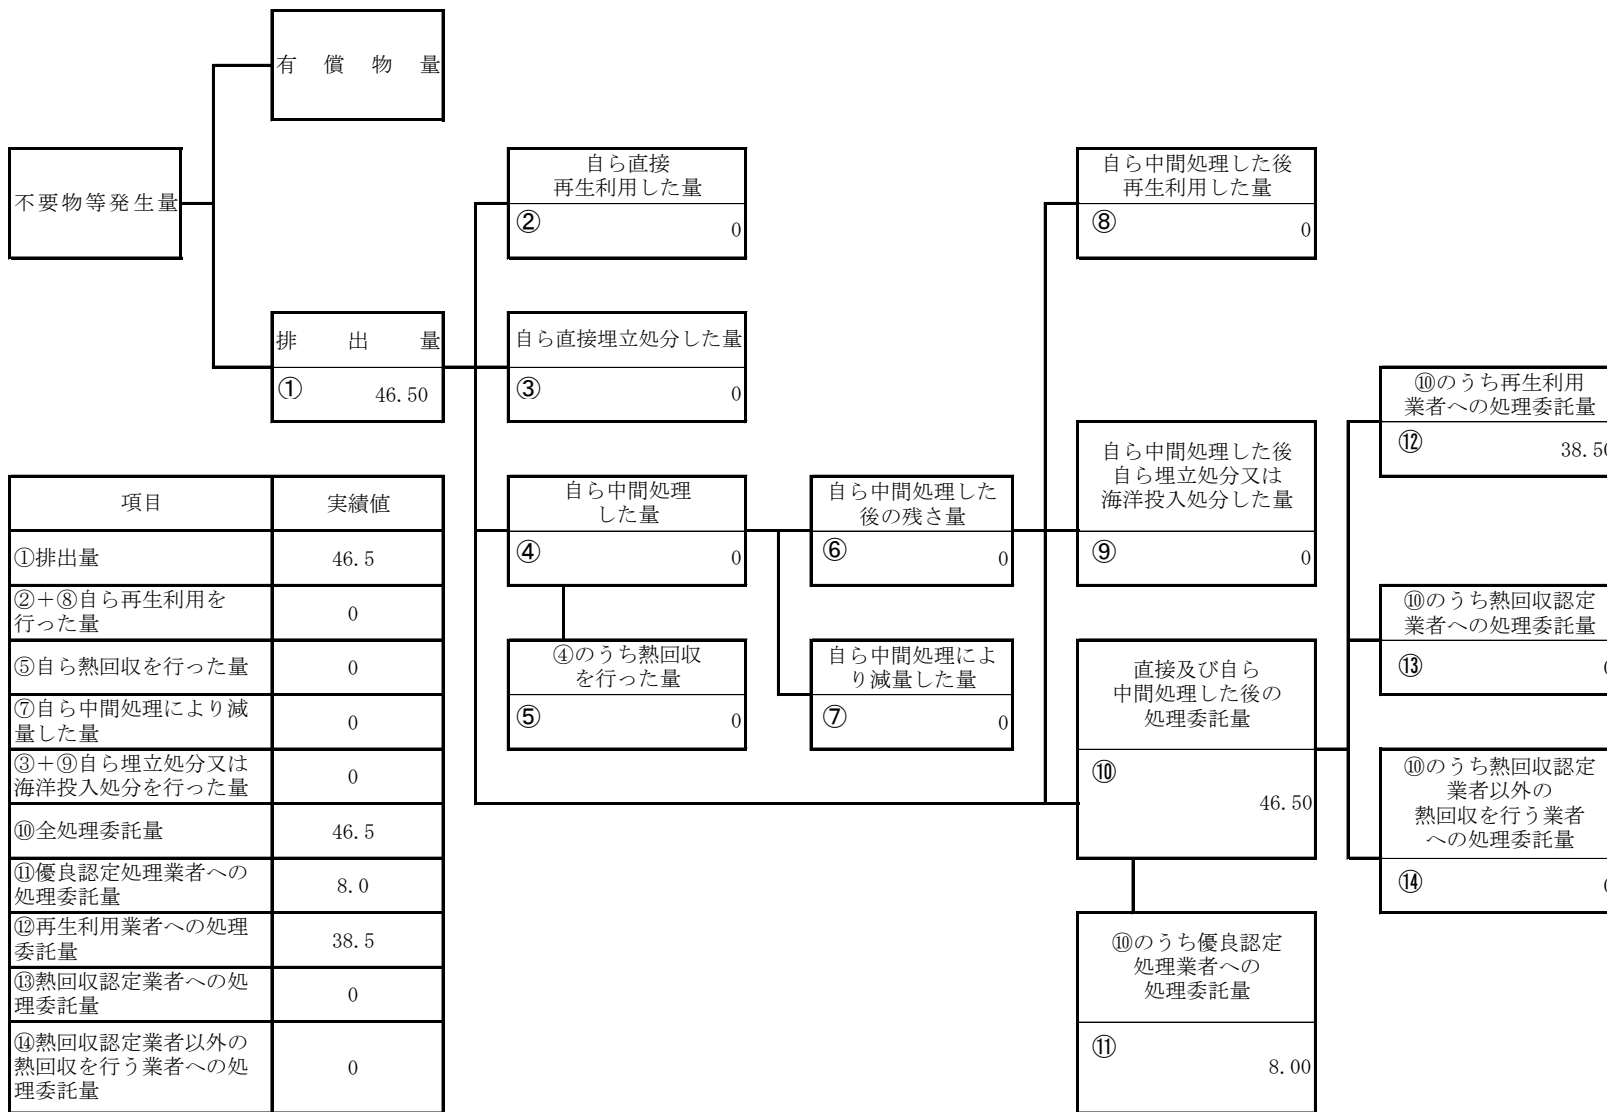 有償物量
不要物等発生量
排出量
① 46.50
自ら直接
再生利用した量
② 0
自ら直接埋立処分した量
③ 0
自ら中間処理
した量
④ 0
④のうち熱回収
を行った量
⑤ 0
自ら中間処理した
後の残さ量
⑥ 0
自ら中間処理によ
り減量した量
⑦ 0
自ら中間処理した後
再生利用した量
⑧ 0
自ら中間処理した後
自ら埋立処分又は
海洋投入処分した量
⑨ 0
直接及び自ら
中間処理した後の
処理委託量
⑩
46.50
⑩のうち優良認定
処理業者への
処理委託量
⑪
8.00
⑩のうち再生利用
業者への処理委託量
⑫ 38.50
⑩のうち熱回収認定
業者への処理委託量
⑬ 0
⑩のうち熱回収認定
業者以外の
熱回収を行う業者
への処理委託量
⑭ 0
項目 実績値
①排出量 46.5
②+⑧自ら再生利用を
行った量 0
⑤自ら熱回収を行った量 0
⑦自ら中間処理により減
量した量 0
③+⑨自ら埋立処分又は
海洋投入処分を行った量 0
⑩全処理委託量 46.5
⑪優良認定処理業者への
処理委託量 8.0
⑫再生利用業者への処理
委託量 38.5
⑬熱回収認定業者への処
理委託量 0
⑭熱回収認定業者以外の
熱回収を行う業者への処
理委託量 0